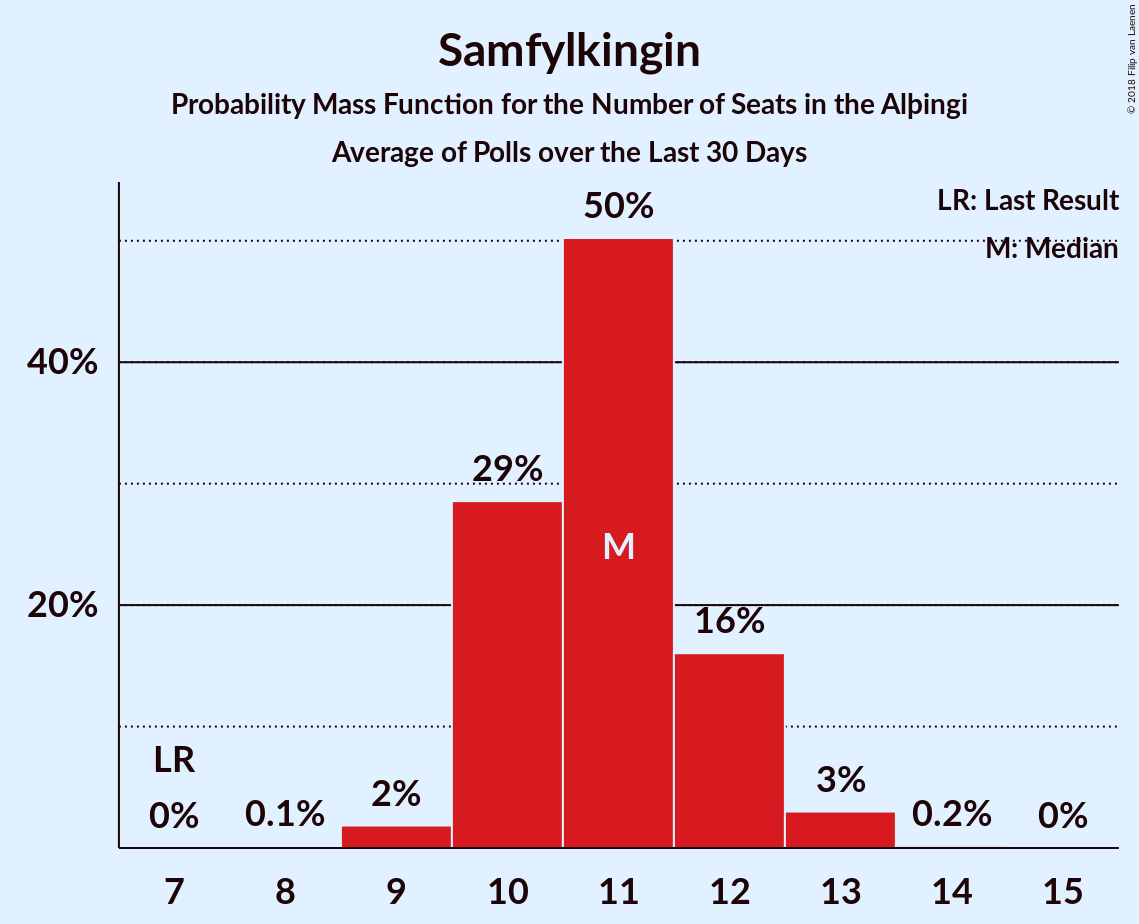 Samfylkingin
Probability Mass Function for the Number of Seats in the Alþingi
Average of Polls over the Last 30 Days
© 2018 Filip van Laenen
LR: Last Result
M: Median
50%
40%
29%
M
20%
16%
LR
0%
0.1%
2%
3%
0.2%
0%
7 8 9 10 11 12 13 14 15